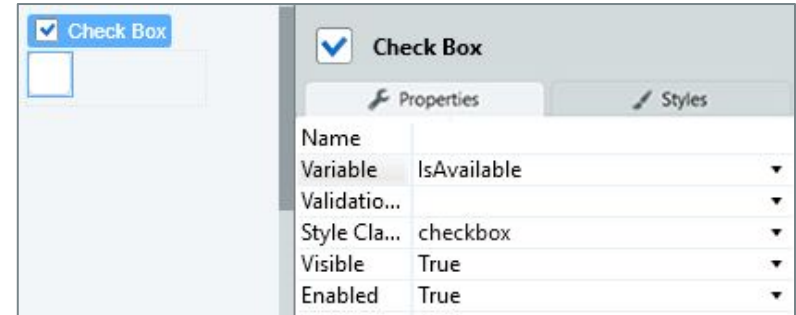 Check Box
Check Box
Properties Styles
Name
Variable IsAvailable
Validatio...
Style Cla... checkbox
Visible True
Enabled True